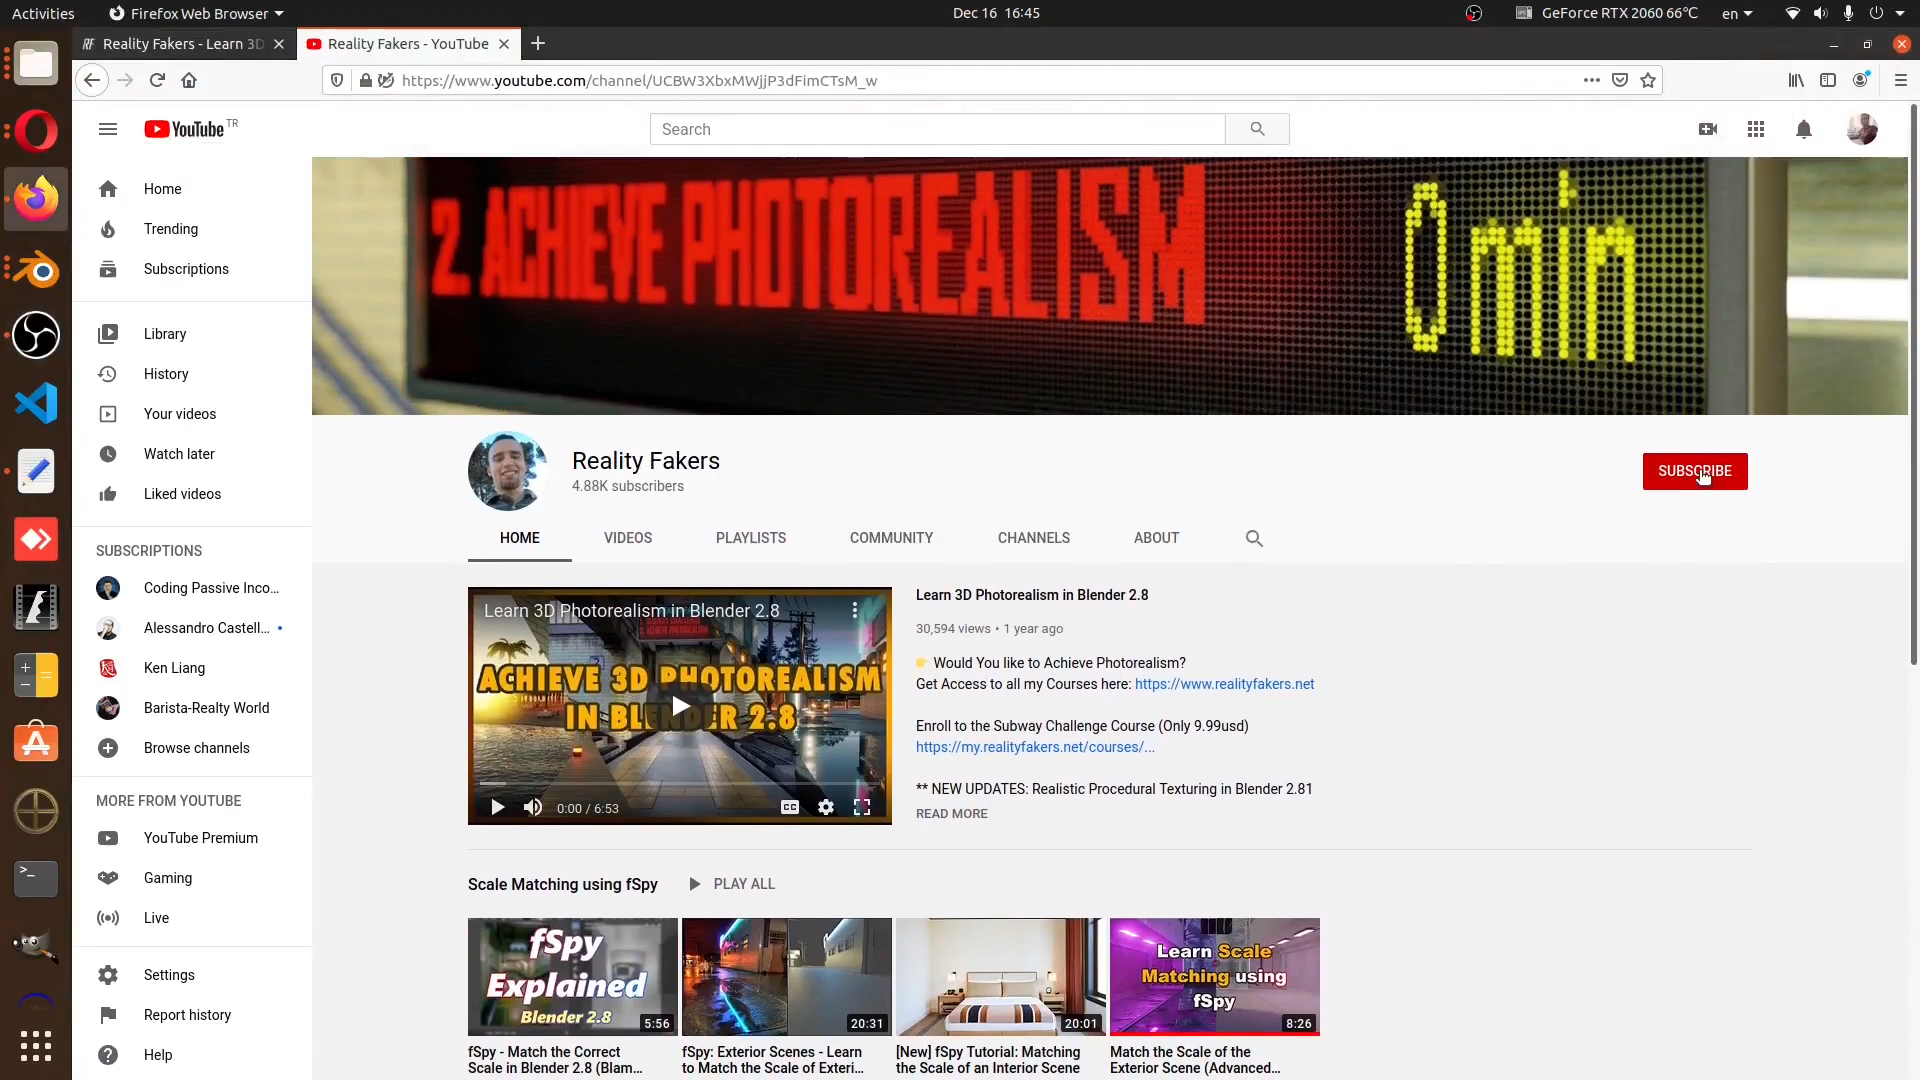 Activities
Firefox Web Browser
Dec 16 16:45
GeForce RTX 2060 66℃
en
RF Reality Fakers - Learn 3D
Reality Fakers - YouTube
https://www.youtube.com/channel/UCBW3XbxMWjjP3dFimCTsM_w
YouTube TR
Search
Home
Trending
Subscriptions
Library
History
Your videos
Watch later
Liked videos
SUBSCRIPTIONS
Coding Passive Inco...
Alessandro Castell...
Ken Liang
Barista-Realty World
Browse channels
MORE FROM YOUTUBE
YouTube Premium
Gaming
Live
Settings
Report history
Help
2. ACHIEVE PHOTOREALISM
0 min
Reality Fakers
4.88K subscribers
SUBSCRIBE
HOME
VIDEOS
PLAYLISTS
COMMUNITY
CHANNELS
ABOUT
Learn 3D Photorealism in Blender 2.8
ACHIEVE 3D PHOTOREALISM
IN BLENDER 2.8
0:00 / 6:53
CC
Learn 3D Photorealism in Blender 2.8
30,594 views • 1 year ago
Would You like to Achieve Photorealism?
Get Access to all my Courses here: https://www.realityfakers.net
Enroll to the Subway Challenge Course (Only 9.99usd)
https://my.realityfakers.net/courses/...
** NEW UPDATES: Realistic Procedural Texturing in Blender 2.81
READ MORE
Scale Matching using fSpy
PLAY ALL
fSpy
Explained
Blender 2.8
5:56
20:31
20:01
Learn Scale
Matching using
fSpy
8:26
fSpy - Match the Correct
Scale in Blender 2.8 (Blam...
fSpy: Exterior Scenes - Learn
to Match the Scale of Exteri...
[New] fSpy Tutorial: Matching
the Scale of an Interior Scene
Match the Scale of the
Exterior Scene (Advanced...